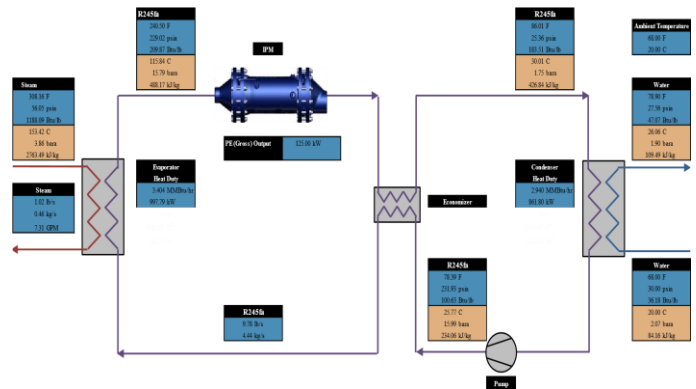 R245fa
240.50 F
229.02 psia
209.87 Btu/lb
115.84 C
15.79 bara
488.17 kJ/kg
IPM
R245fa
86.01 F
25.36 psia
183.51 Btu/lb
30.01 C
1.75 bara
426.84 kJ/kg
Ambient Temperature
60.00 F
20.00 C
Steam
308.16 F
56.05 psia
1188.09 Btu/lb
153.42 C
3.86 bara
2763.49 kJ/kg
Water
27.56 psia
47.07 Btu/lb
1.90 bara
109.49 kJ/kg
PE(Gross) Output
125.00 kW
Evaporator
Heat Duty
3.404 MMBtu/hr
997.79 kW
Condenser
Heat Duty
2.940 MMBtu/hr
861.80 kW
Steam
1.02 lb/s
0.46 kg/s
7.31 GPM
Economizer
R245fa
78.39 F
231.93 psia
100.63 Btu/lb
25.77 C
15.99 bara
234.06 kJ/kg
Water
60.00 F
30.00 psia
36.18 Btu/lb
20.00 C
2.07 bara
84.16 kJ/kg
R245fa
9.78 lb/s
4.44 kg/s
Pump